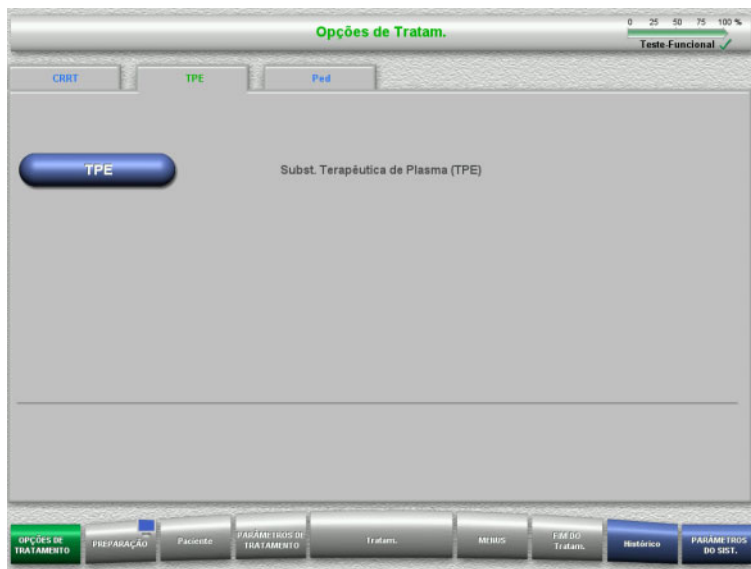 Opções de Tratam.
0 25 50 75 100 %
Teste-Funcional
CRRT TPE Ped
TPE Subst. Terapêutica de Plasma (TPE)
OPÇÕES DE TRATAMENTO
PREPARAÇÃO
Paciente
PARÂMETROS DE TRATAMENTO
Tratam.
MENUS
FIM DO Tratam.
Histórico
PARÂMETROS DO SIST.